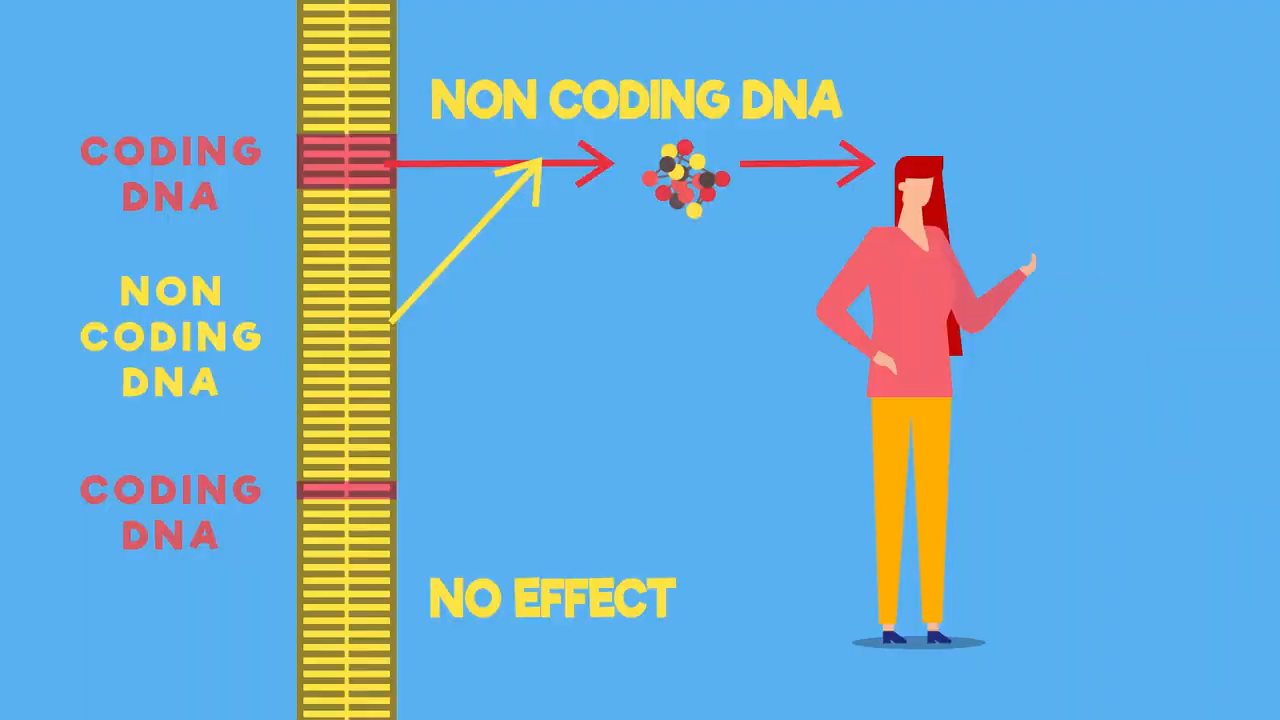 NON CODING DNA
CODING
DNA
NON
CODING
DNA
CODING
DNA
NO EFFECT